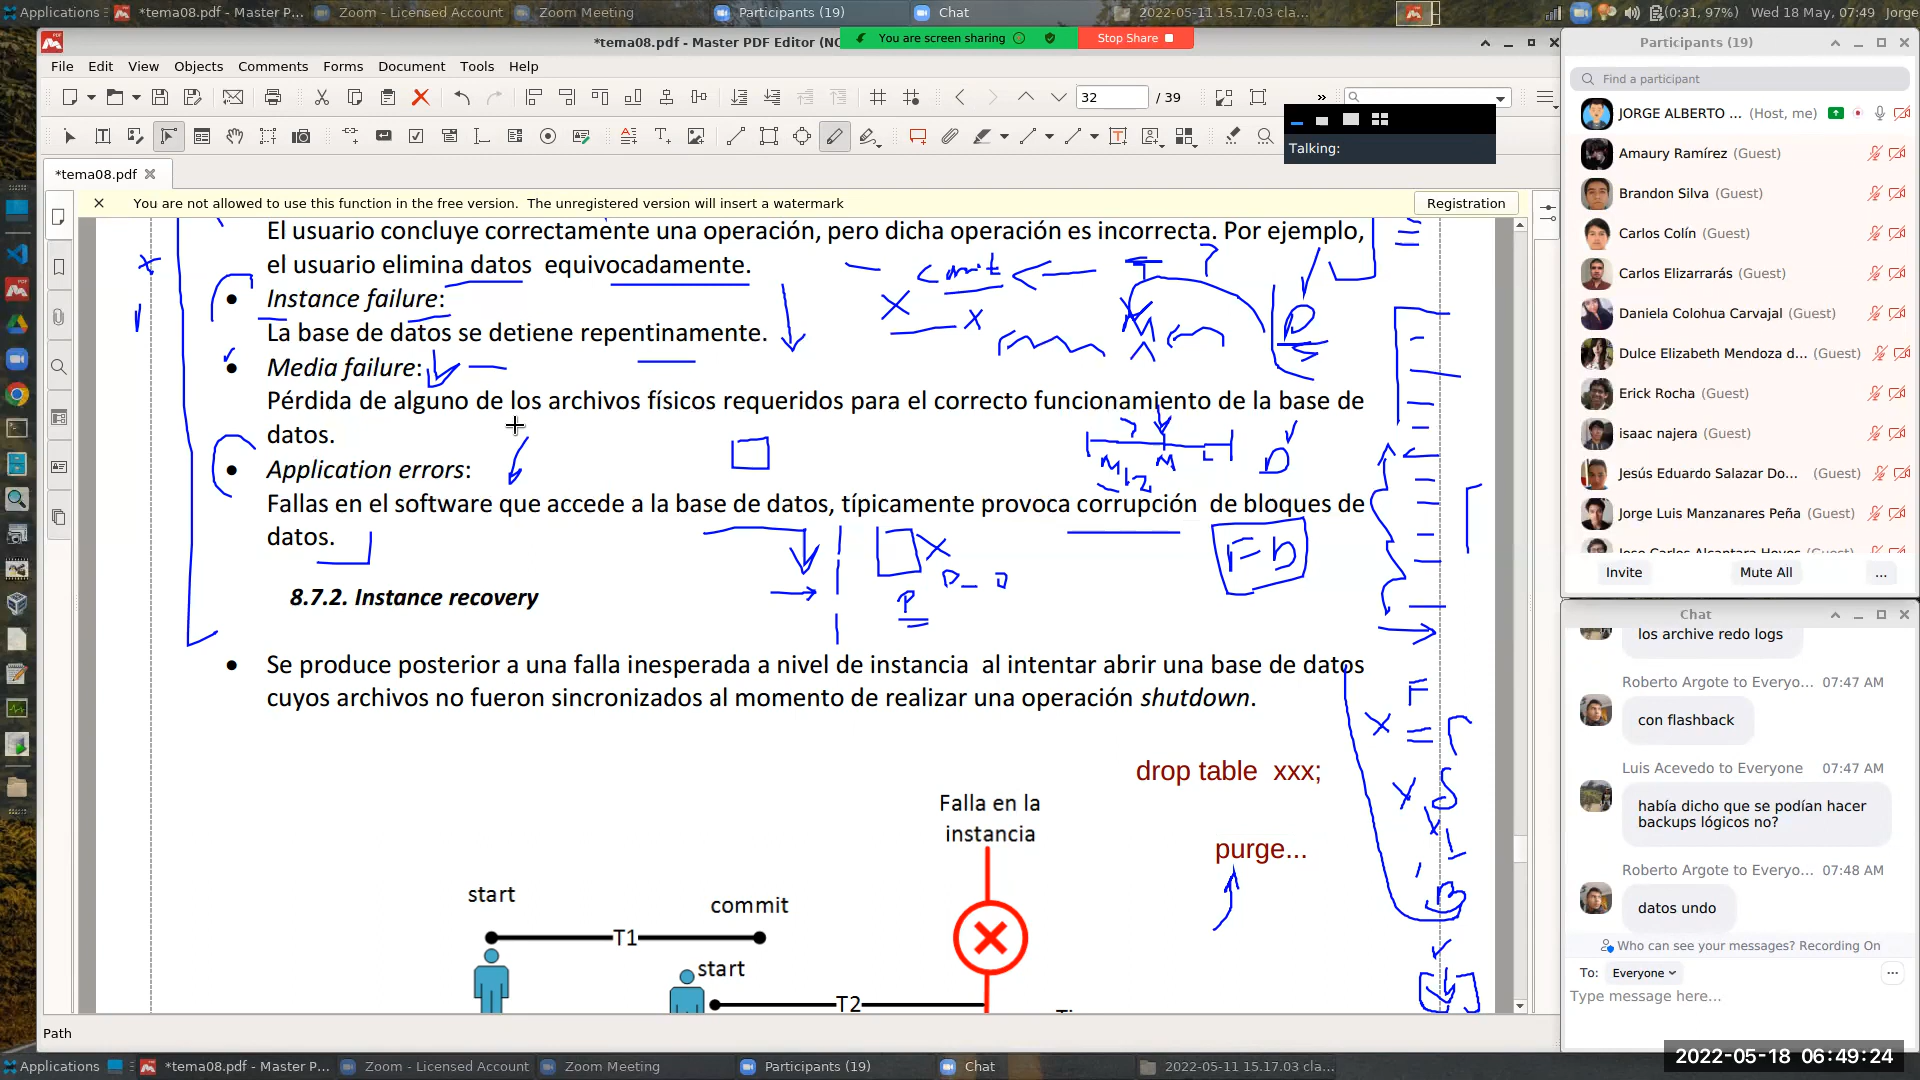 Applications
*tema08.pdf - Master P...
Zoom - Licensed Account
Zoom Meeting
Participants (19)
Chat
2022-05-11 15.17.03 cla...
(0:31, 97%)
Wed 18 May, 07:49
Jorge
*tema08.pdf - Master PDF Editor (NO
You are screen sharing
Stop Share
File
Edit
View
Objects
Comments
Forms
Document
Tools
Help
32
/ 39
»
Talking:
*tema08.pdf
You are not allowed to use this function in the free version.  The unregistered version will insert a watermark
Registration
El usuario concluye correctamente una operación, pero dicha operación es incorrecta. Por ejemplo,
el usuario elimina datos  equivocadamente.
• Instance failure:
La base de datos se detiene repentinamente.
• Media failure:
Pérdida de alguno de los archivos físicos requeridos para el correcto funcionamiento de la base de
datos.
• Application errors:
Fallas en el software que accede a la base de datos, típicamente provoca corrupción  de bloques de
datos.
8.7.2. Instance recovery
• Se produce posterior a una falla inesperada a nivel de instancia  al intentar abrir una base de datos
cuyos archivos no fueron sincronizados al momento de realizar una operación shutdown.
drop table  xxx;
Falla en la
instancia
purge...
start
commit
T1
start
T2
Path
Participants (19)
Find a participant
JORGE ALBERTO ... (Host, me)
Amaury Ramírez (Guest)
Brandon Silva (Guest)
Carlos Colín (Guest)
Carlos Elizarrarás (Guest)
Daniela Colohua Carvajal (Guest)
Dulce Elizabeth Mendoza d... (Guest)
Erick Rocha (Guest)
isaac najera (Guest)
Jesús Eduardo Salazar Do... (Guest)
Jorge Luis Manzanares Peña (Guest)
Jose Carlos Alcantara Hoyos (Guest)
Invite
Mute All
...
Chat
los archive redo logs
Roberto Argote to Everyo... 07:47 AM
con flashback
Luis Acevedo to Everyone 07:47 AM
había dicho que se podían hacer
backups lógicos no?
Roberto Argote to Everyo... 07:48 AM
datos undo
Who can see your messages? Recording On
To: Everyone
...
Type message here...
Applications
*tema08.pdf - Master P...
Zoom - Licensed Account
Zoom Meeting
Participants (19)
Chat
2022-05-11 15.17.03 cla...
2022-05-18 06:49:24